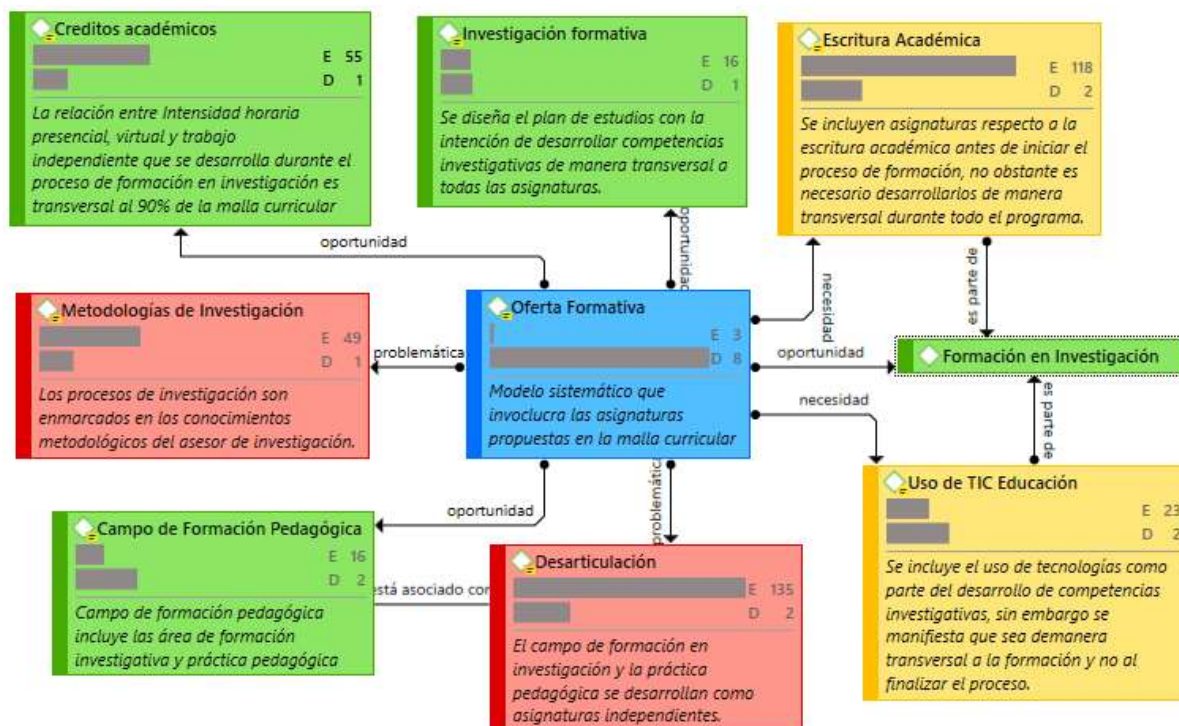 Creditos académicos
E 55
D 1
La relación entre Intensidad horaria
presencial, virtual y trabajo
independiente que se desarrolla durante el
proceso de formación en investigación es
transversal al 90% de la malla curricular
Investigación formativa
E 16
D 1
Se diseña el plan de estudios con la
intención de desarrollar competencias
investigativas de manera transversal a
todas las asignaturas.
Escritura Académica
E 118
D 2
Se incluyen asignaturas respecto a la
escritura académica antes de iniciar el
proceso de formación, no obstante es
necesario desarrollarlos de manera
transversal durante todo el programa.
oportunidad
oportunidad
necesidad
es parte de
Metodologías de Investigación
E 49
D 1
Los procesos de investigación son
enmarcados en los conocimientos
metodológicos del asesor de investigación.
problemática
Oferta Formativa
E 3
D 8
Modelo sistemático que
involucra las asignaturas
propuestas en la malla curricular
oportunidad
Formación en Investigación
necesidad
es parte de
oportunidad
problemática
Campo de Formación Pedagógica
E 16
D 2
Campo de formación pedagógica
incluye las área de formación
investigativa y práctica pedagógica
está asociado con
Desarticulación
E 135
D 2
El campo de formación en
investigación y la práctica
pedagógica se desarrollan como
asignaturas independientes.
Uso de TIC Educación
E 23
D 2
Se incluye el uso de tecnologías como
parte del desarrollo de competencias
investigativas, sin embargo se
manifiesta que sea demanera
transversal a la formación y no al
finalizar el proceso.